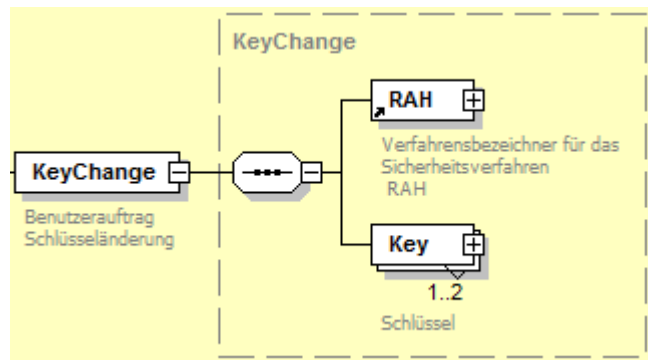 KeyChange
RAH
Verfahrensbezeichner für das
Sicherheitsverfahren
RAH
KeyChange
Benutzerauftrag
Schlüsseländerung
Key
1..2
Schlüssel